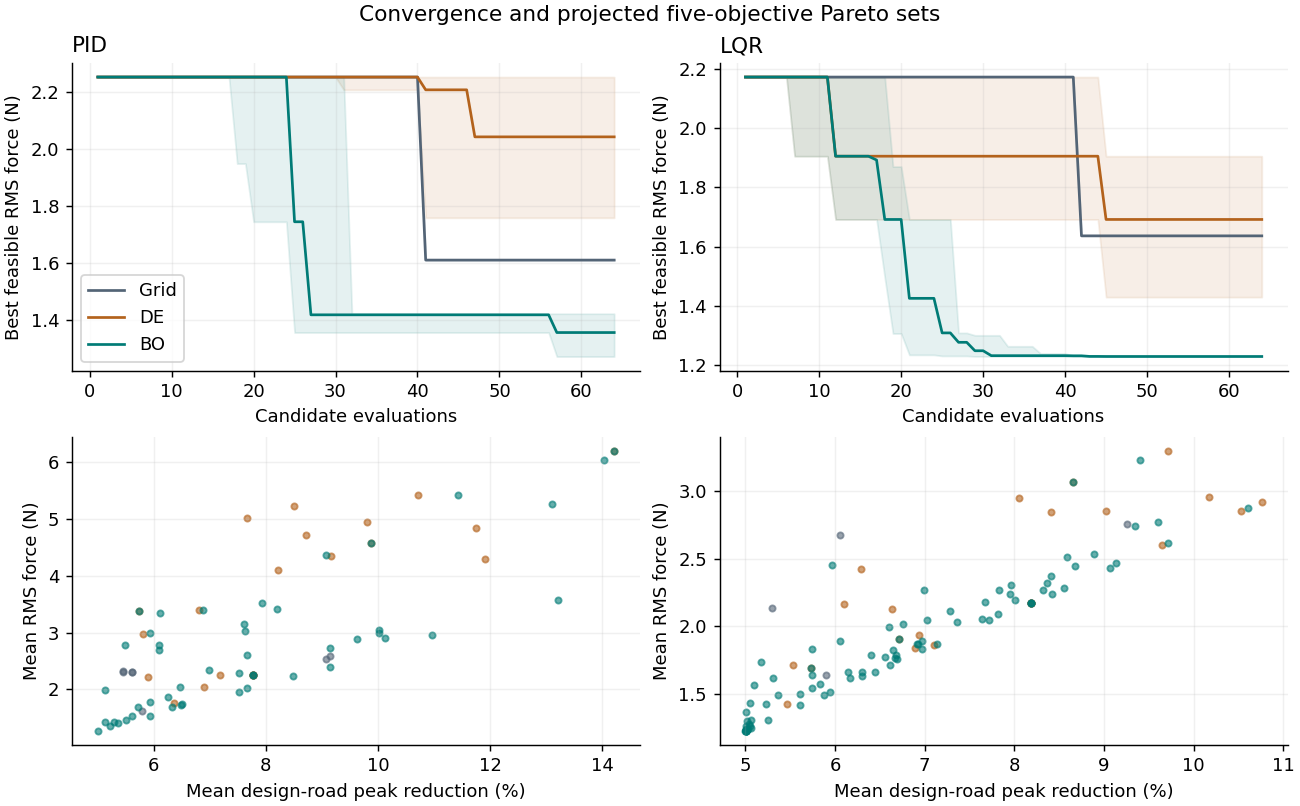 Convergence and projected five-objective Pareto sets
PID
Best feasible RMS force (N)
2.2
2.0
1.8
1.6
1.4
Grid
DE
BO
0 10 20 30 40 50 60
Candidate evaluations
LQR
Best feasible RMS force (N)
2.2
2.0
1.8
1.6
1.4
1.2
0 10 20 30 40 50 60
Candidate evaluations
Mean RMS force (N)
6
5
4
3
2
6 8 10 12 14
Mean design-road peak reduction (%)
Mean RMS force (N)
3.0
2.5
2.0
1.5
5 6 7 8 9 10 11
Mean design-road peak reduction (%)